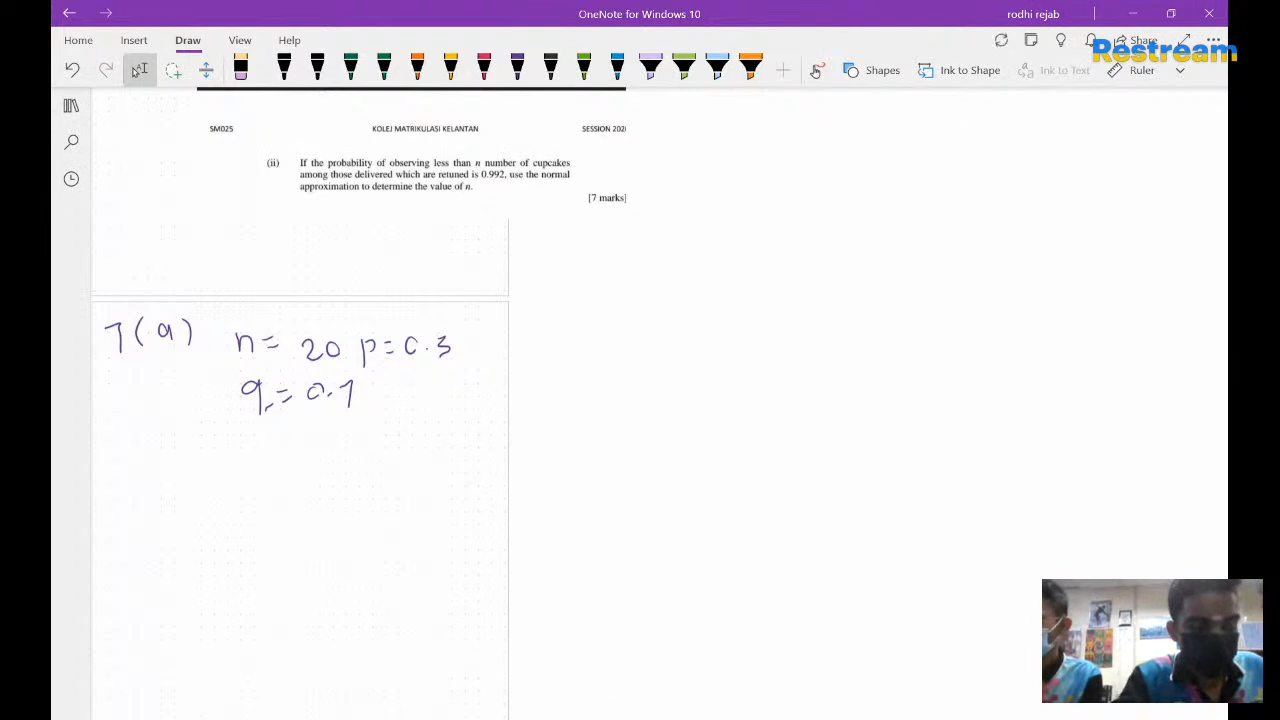 OneNote for Windows 10
rodhi rejab
Home Insert Draw View Help
Share
Restream
Shapes
Ink to Shape
Ink to Text
Ruler
SM025 KOLEJ MATRIKULASI KELANTAN SESSION 202
(ii) If the probability of observing less than n number of cupcakes
among those delivered which are retuned is 0.992, use the normal
approximation to determine the value of n.
[7 marks]
7(a) n = 20 p = 0.3
q = 0.7